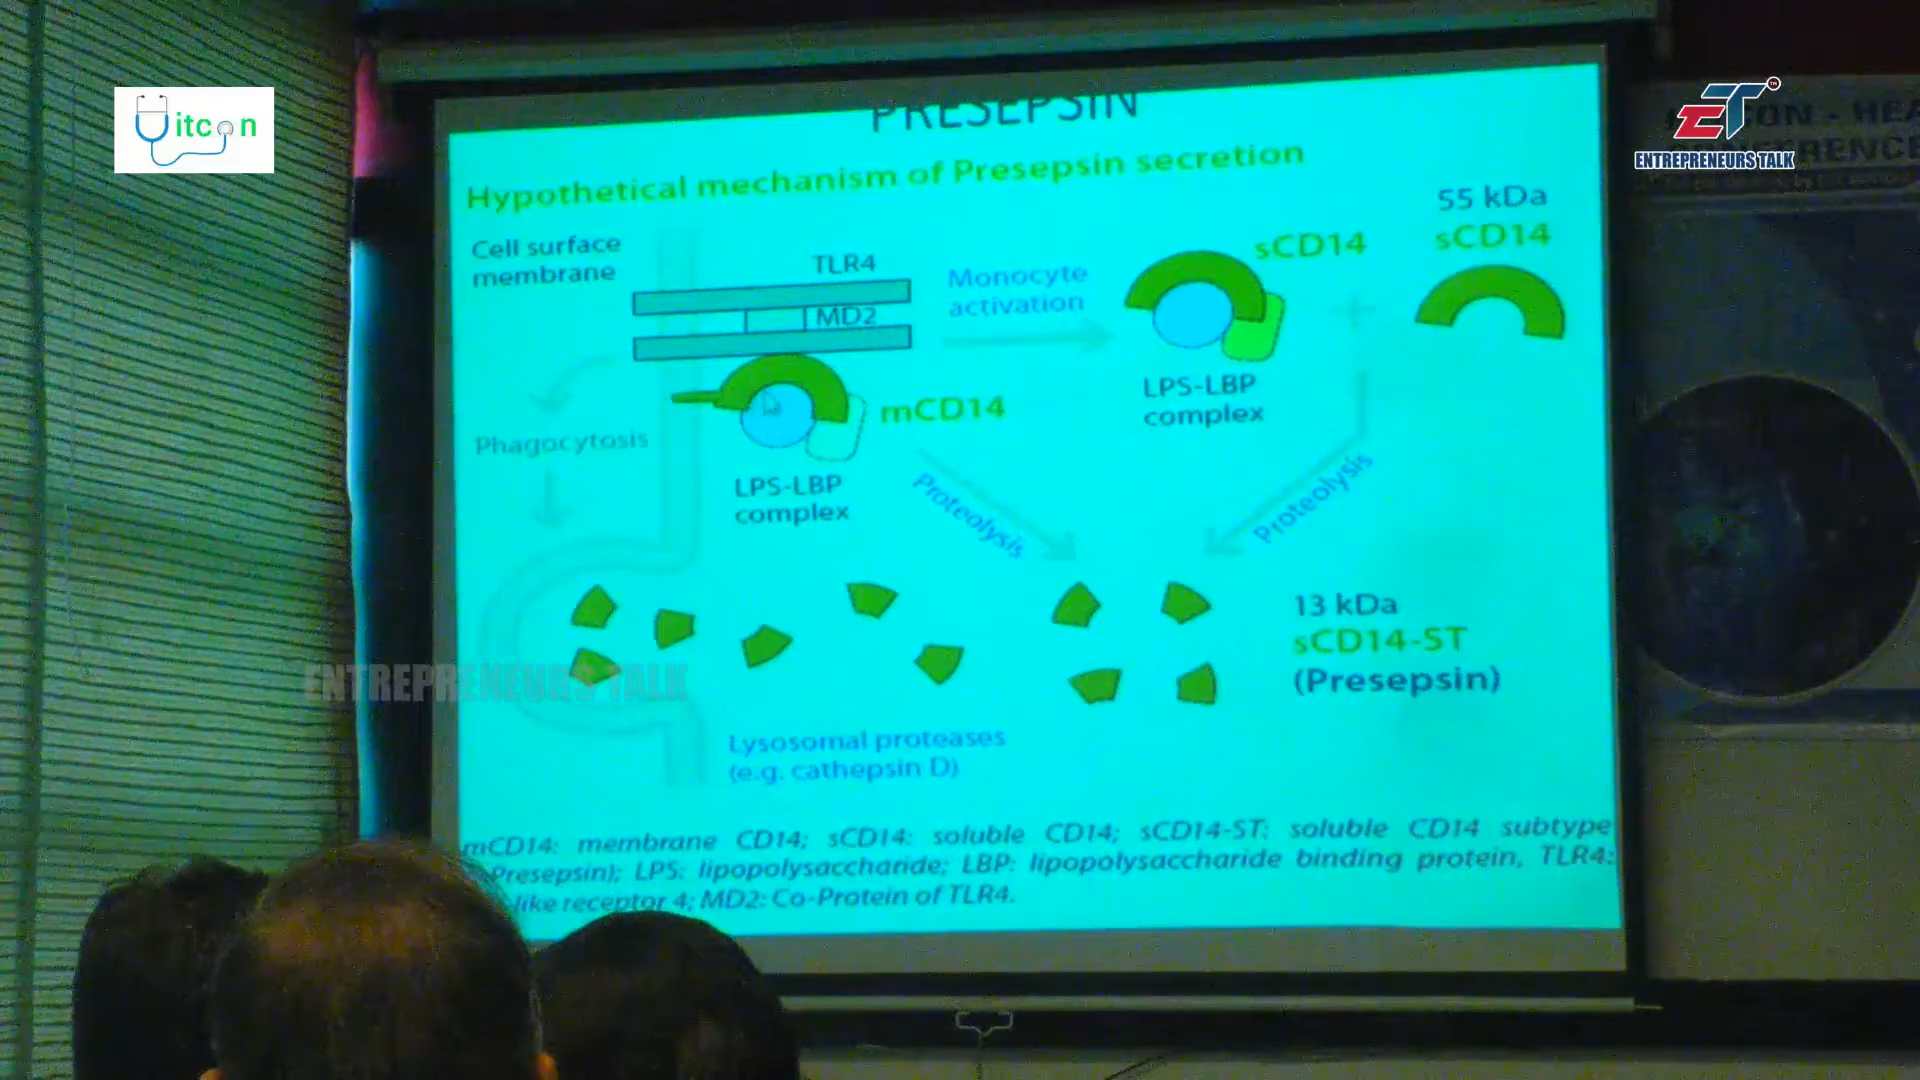 itcon
ET
ENTREPRENEURS TALK
ON - HEA
RENCE
PRESEPSIN
Hypothetical mechanism of Presepsin secretion
Cell surface
membrane
TLR4
MD2
Monocyte
activation
sCD14
55 kDa
sCD14
LPS-LBP
complex
mCD14
Phagocytosis
LPS-LBP
complex
Proteolysis
Proteolysis
13 kDa
sCD14-ST
(Presepsin)
ENTREPRENEURS TALK
Lysosomal proteases
(e.g. cathepsin D)
mCD14: membrane CD14; sCD14: soluble CD14; sCD14-ST: soluble CD14 subtype
Presepsin); LPS: lipopolysaccharide; LBP: lipopolysaccharide binding protein, TLR4:
like receptor 4; MD2: Co-Protein of TLR4.